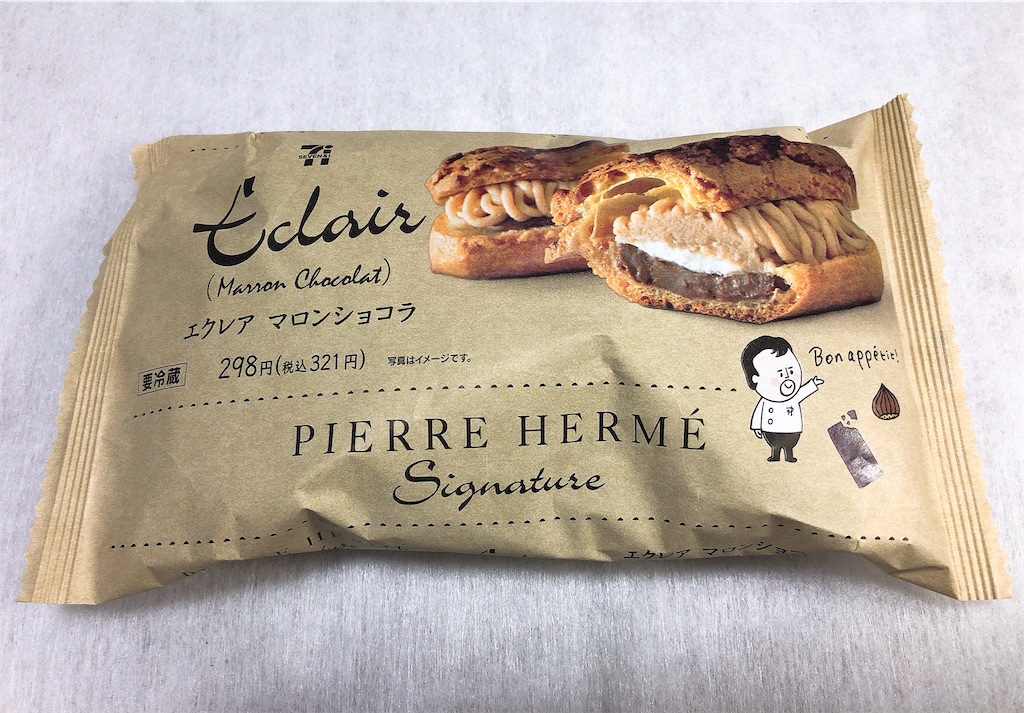 SEVEN&i
Éclair
(Marron Chocolat)
エクレア マロンショコラ
要冷蔵
298円(税込321円)
写真はイメージです。
Bon appétit!
PIERRE HERMÉ
Signature
エクレア マロンショコ